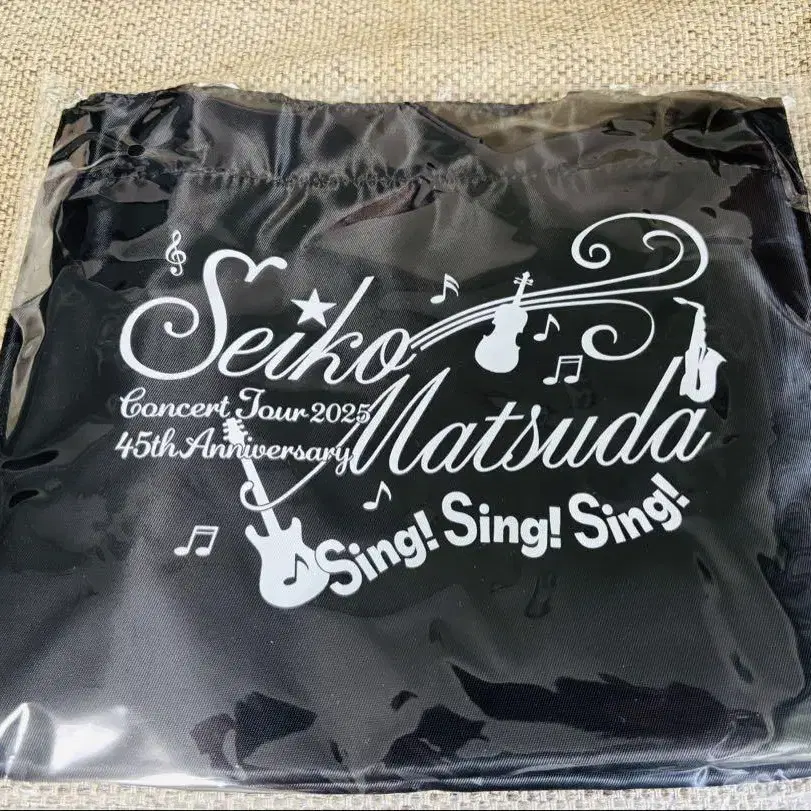 Seiko
Matsuda
Concert Tour 2025
45th Anniversary
Sing! Sing! Sing!